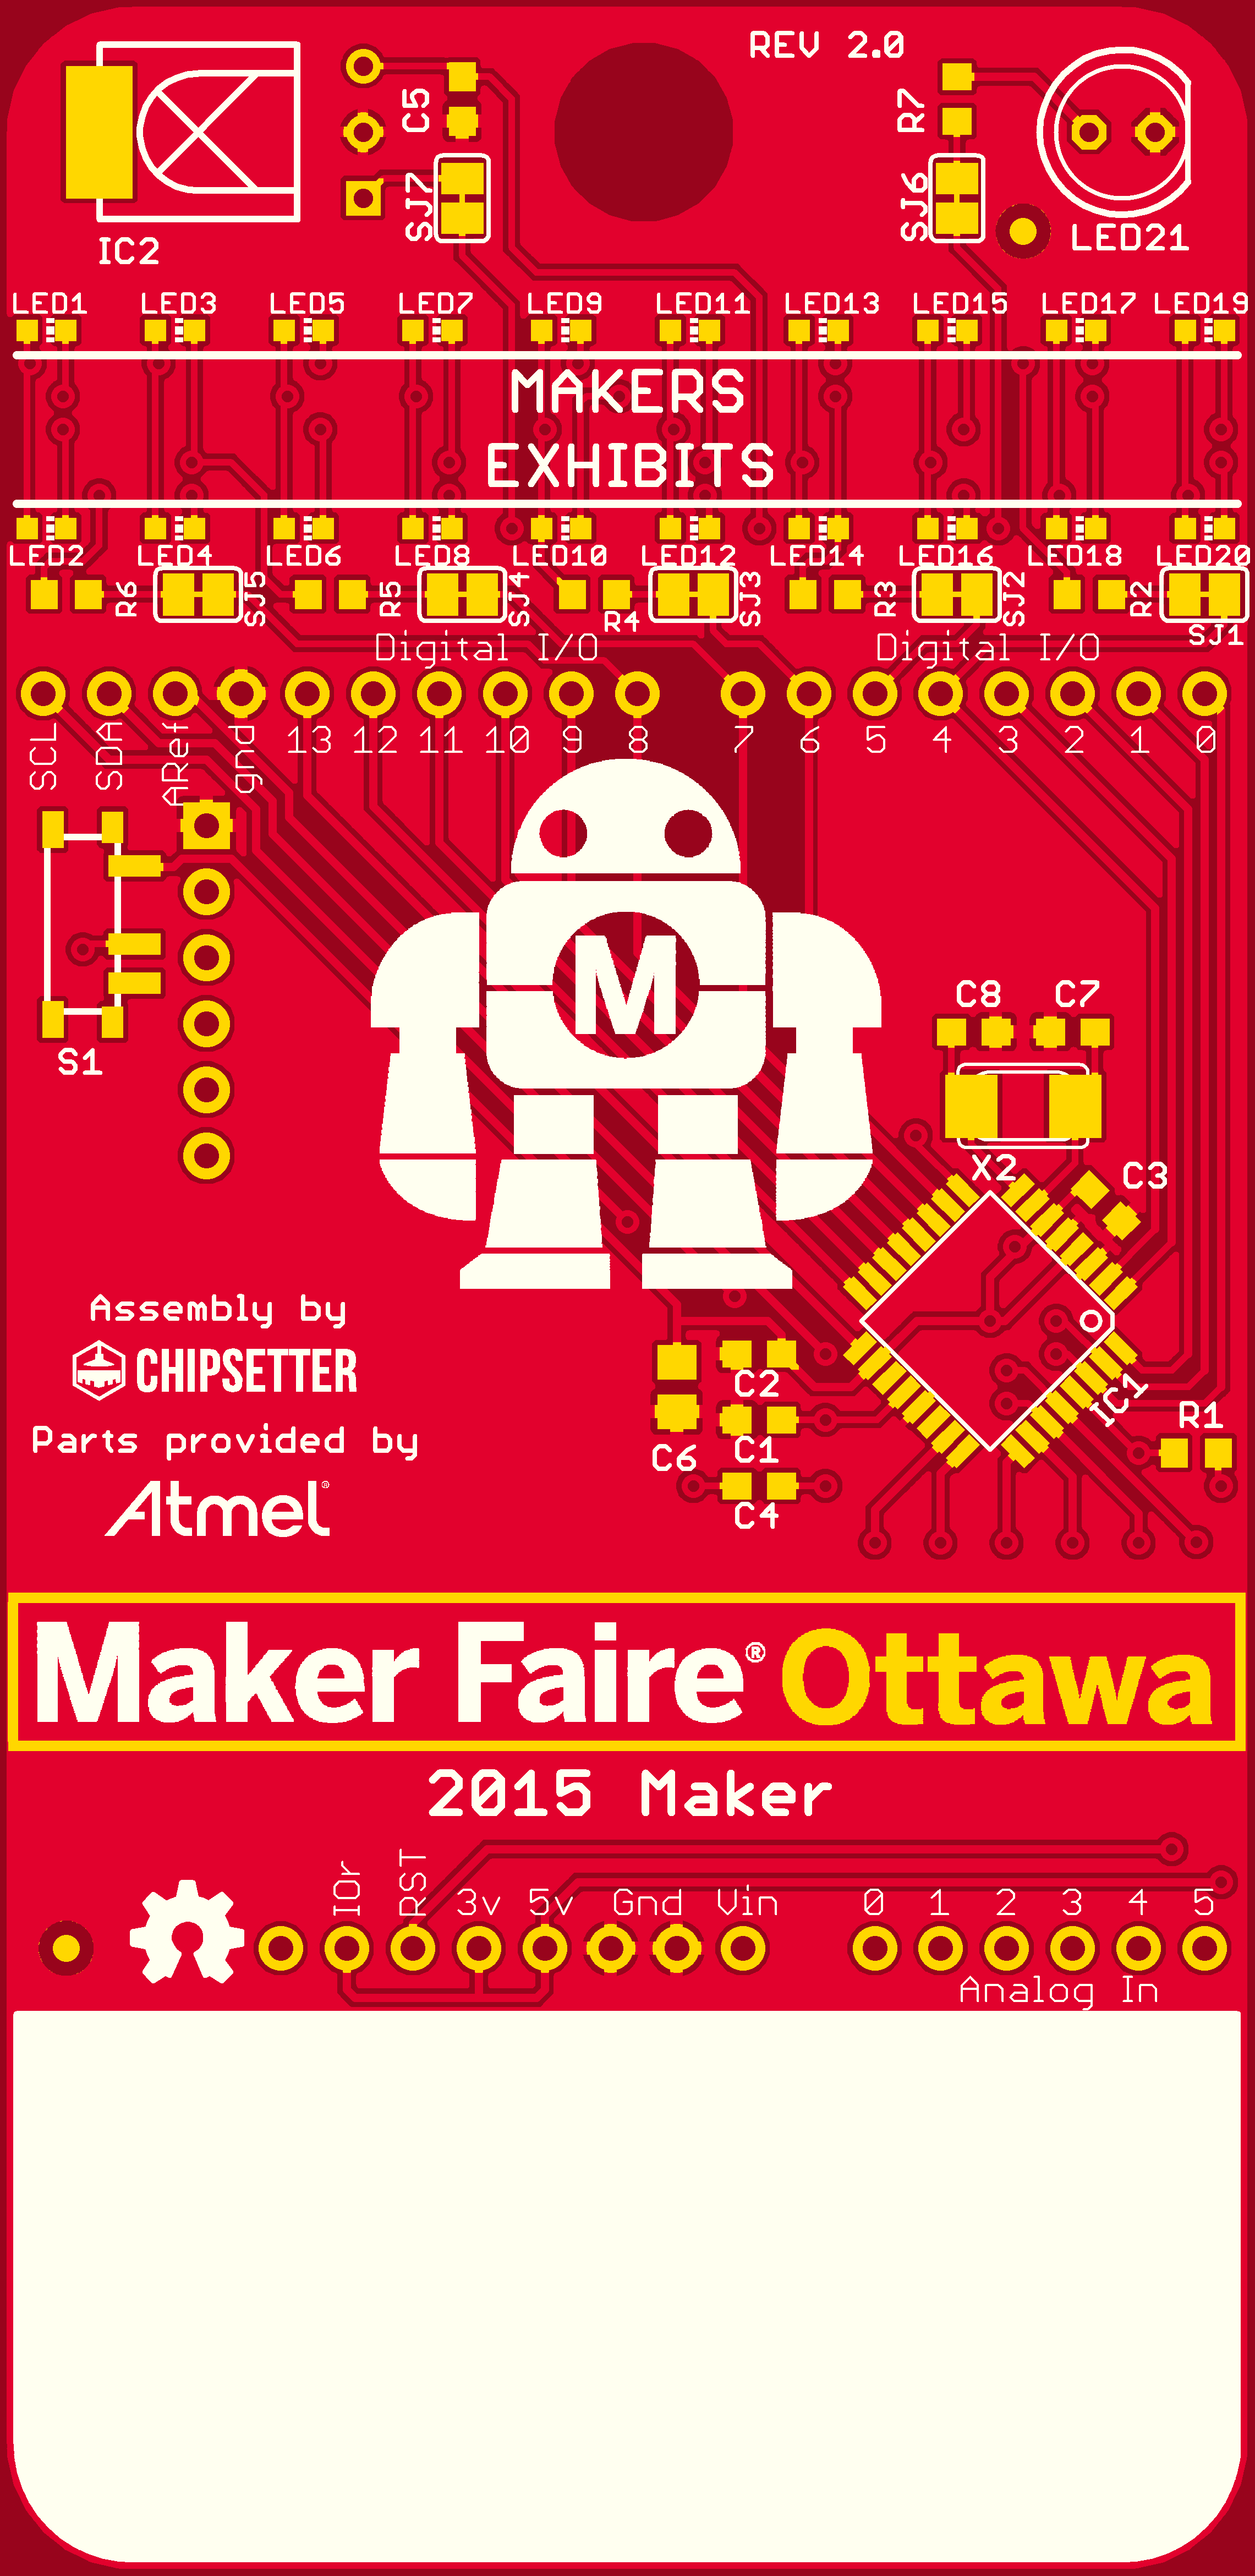 REV 2.0
C5
R7
SJ7
SJ6
IC2
LED21
LED1 LED3 LED5 LED7 LED9 LED11 LED13 LED15 LED17 LED19
MAKERS
EXHIBITS
LED2 LED4 LED6 LED8 LED10 LED12 LED14 LED16 LED18 LED20
R6 SJ5 R5 SJ4 R4 SJ3 R3 SJ2 R2 SJ1
Digital I/O Digital I/O
SCL SDA ARef gnd 13 12 11 10 9 8 7 6 5 4 3 2 1 0
M
S1
C8 C7
X2
C3
Assembly by
CHIPSETTER
Parts provided by
Atmel®
C2
C1
C6
C4
IC1
R1
Maker Faire® Ottawa
2015 Maker
IOr RST 3v 5v Gnd Vin 0 1 2 3 4 5
Analog In